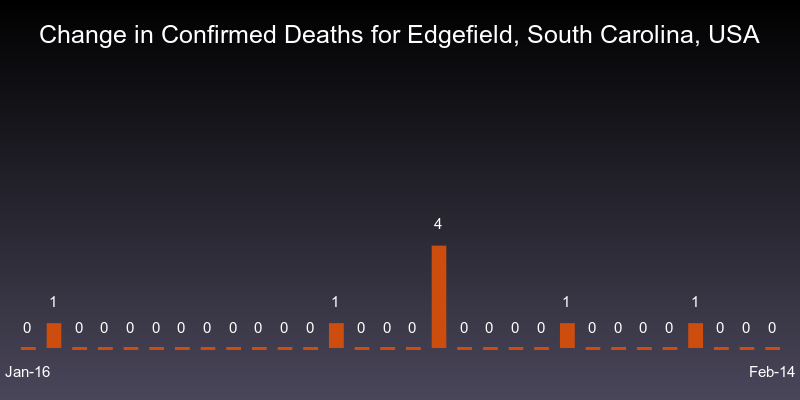 Change in Confirmed Deaths for Edgefield, South Carolina, USA
4
1 1 1 1
0 0 0 0 0 0 0 0 0 0 0 0 0 0 0 0 0 0 0 0 0 0 0 0 0
Jan-16 Feb-14